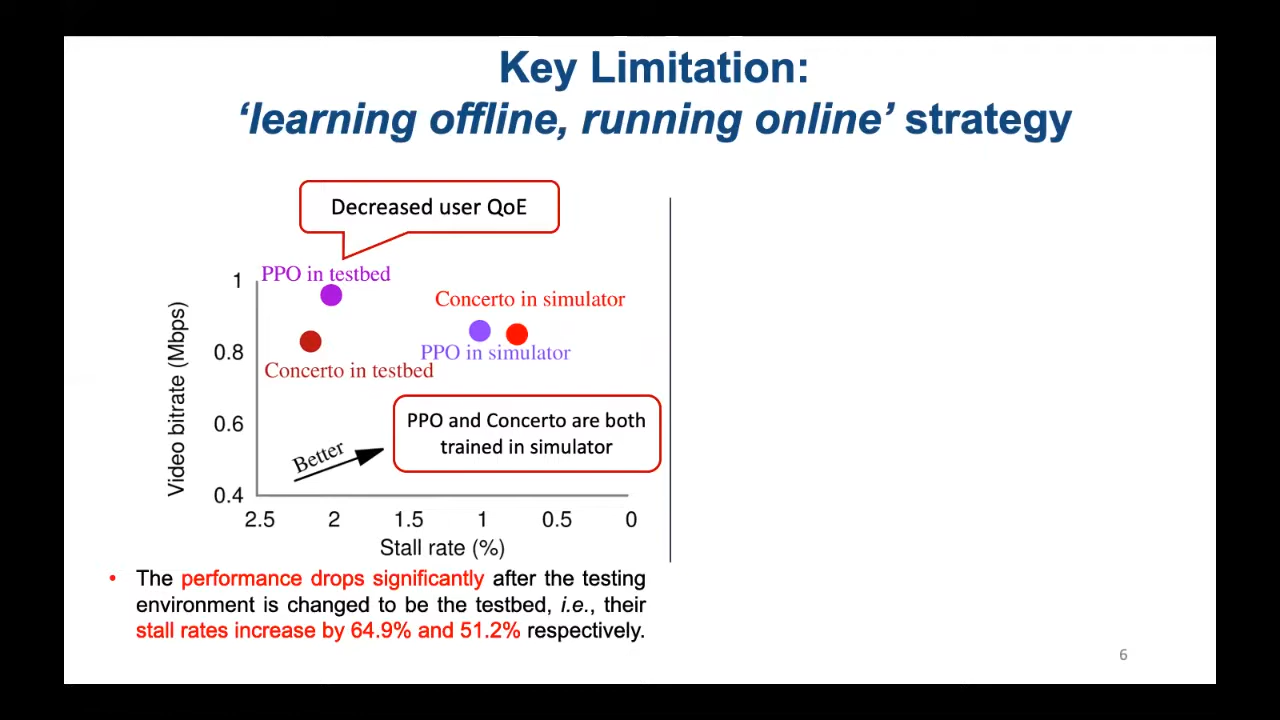 Key Limitation:
‘learning offline, running online’ strategy
Decreased user QoE
PPO in testbed
Concerto in simulator
PPO in simulator
Concerto in testbed
PPO and Concerto are both
trained in simulator
Better
Video bitrate (Mbps)
1
0.8
0.6
0.4
2.5 2 1.5 1 0.5 0
Stall rate (%)
• The performance drops significantly after the testing
environment is changed to be the testbed, i.e., their
stall rates increase by 64.9% and 51.2% respectively.
6